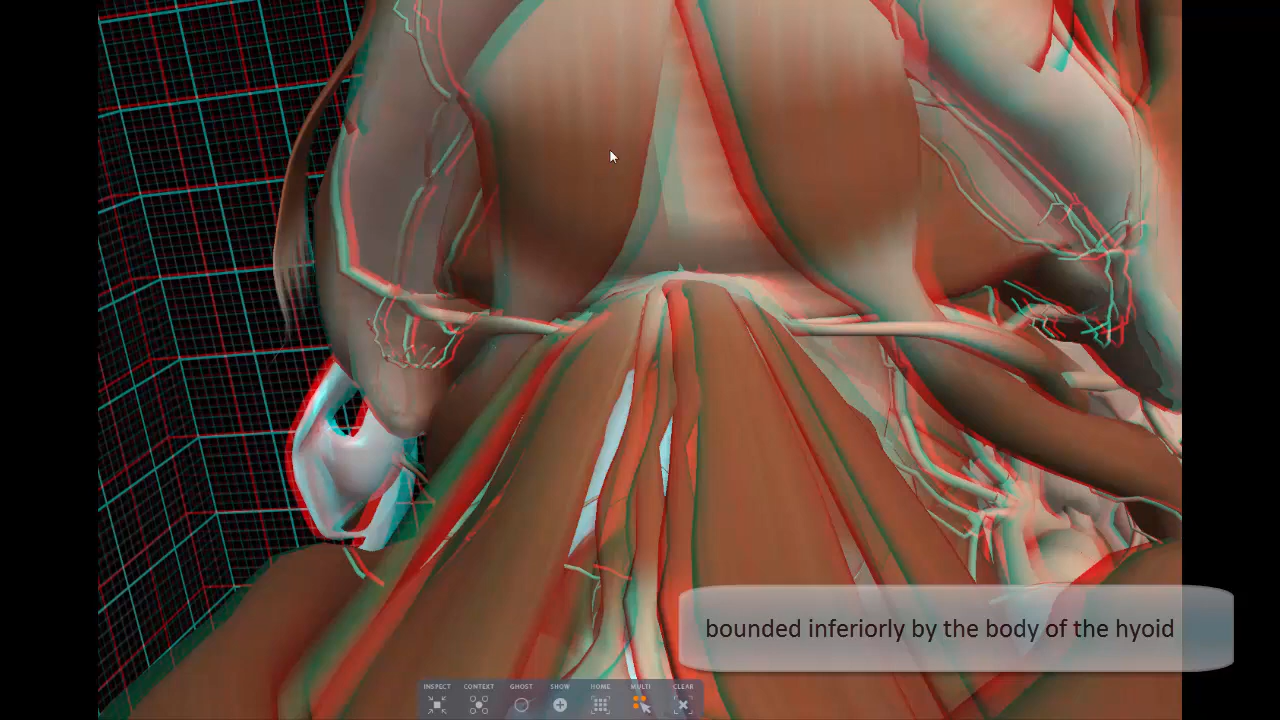 bounded inferiorly by the body of the hyoid
INSPECT CONTEXT GHOST SHOW HOME MULTI CLEAR